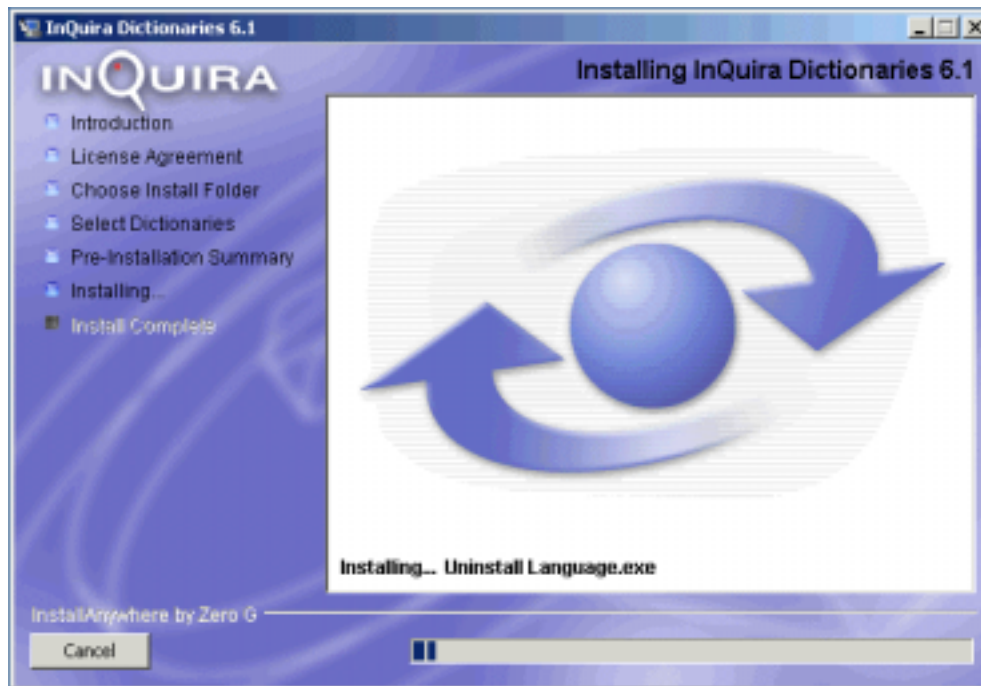 InQuira Dictionaries 6.1
INQUIRA
Installing InQuira Dictionaries 6.1
Introduction
License Agreement
Choose Install Folder
Select Dictionaries
Pre-Installation Summary
Installing...
Install Complete
Installing... Uninstall Language.exe
InstallAnywhere by Zero G
Cancel